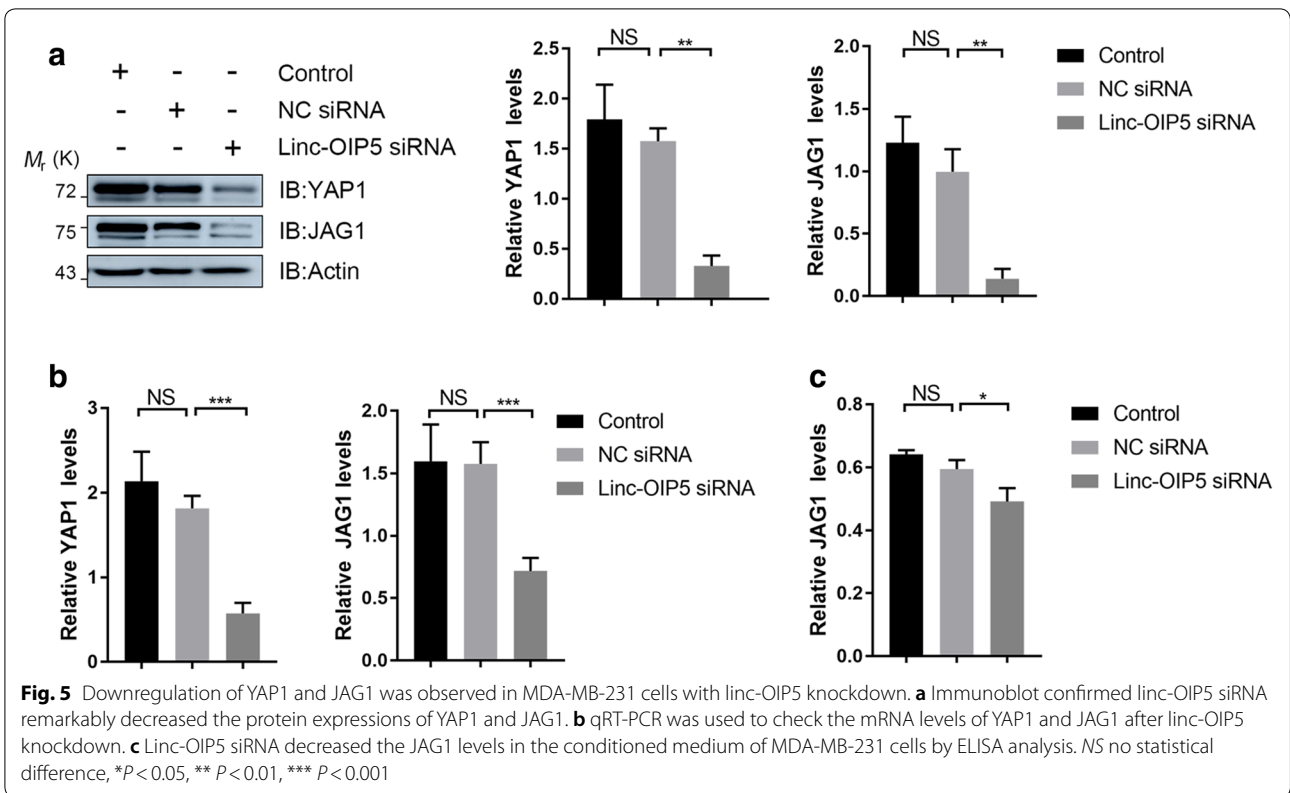 a
+ - - Control
- + - NC siRNA
- - + Linc-OIP5 siRNA
Mr (K)
72 IB:YAP1
75 IB:JAG1
43 IB:Actin
Relative YAP1 levels
2.5
2.0
1.5
1.0
0.5
0.0
NS **
Relative JAG1 levels
2.0
1.5
1.0
0.5
0.0
NS **
Control
NC siRNA
Linc-OIP5 siRNA
b
Relative YAP1 levels
3
2
1
0
NS ***
Relative JAG1 levels
2.0
1.5
1.0
0.5
0.0
NS ***
Control
NC siRNA
Linc-OIP5 siRNA
c
Relative JAG1 levels
0.8
0.6
0.4
0.2
0.0
NS *
Control
NC siRNA
Linc-OIP5 siRNA
Fig. 5 Downregulation of YAP1 and JAG1 was observed in MDA-MB-231 cells with linc-OIP5 knockdown. a Immunoblot confirmed linc-OIP5 siRNA
remarkably decreased the protein expressions of YAP1 and JAG1. b qRT-PCR was used to check the mRNA levels of YAP1 and JAG1 after linc-OIP5
knockdown. c Linc-OIP5 siRNA decreased the JAG1 levels in the conditioned medium of MDA-MB-231 cells by ELISA analysis. NS no statistical
difference, *P < 0.05, ** P < 0.01, *** P < 0.001